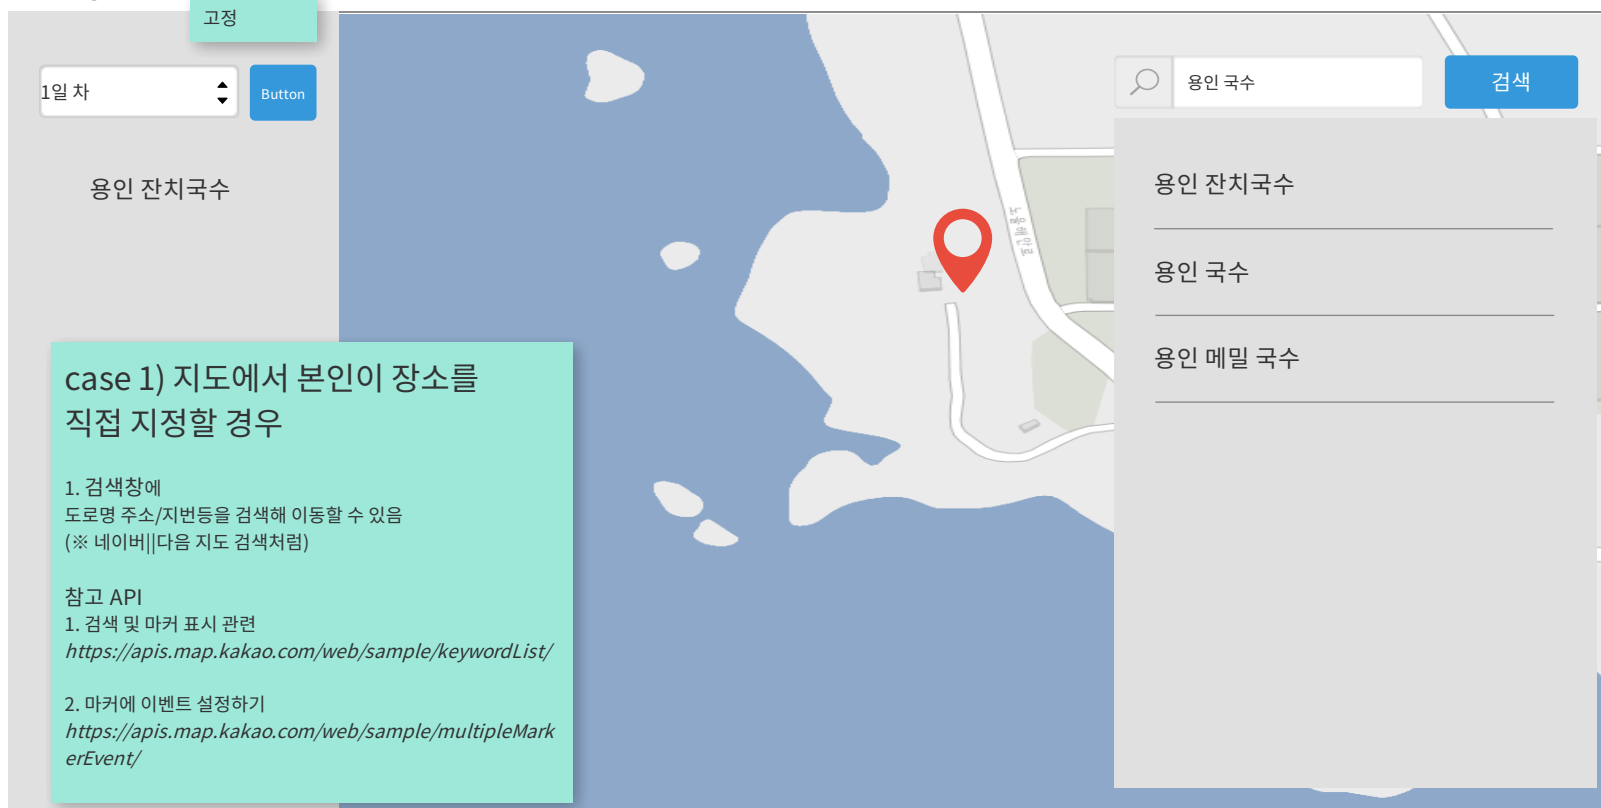 고정
1일 차
Button
용인 잔치국수
case 1) 지도에서 본인이 장소를
직접 지정할 경우
1. 검색창에
도로명 주소/지번등을 검색해 이동할 수 있음
(※ 네이버||다음 지도 검색처럼)
참고 API
1. 검색 및 마커 표시 관련
https://apis.map.kakao.com/web/sample/keywordList/
2. 마커에 이벤트 설정하기
https://apis.map.kakao.com/web/sample/multipleMark
erEvent/
노을해안로
용인 국수
검색
용인 잔치국수
용인 국수
용인 메밀 국수